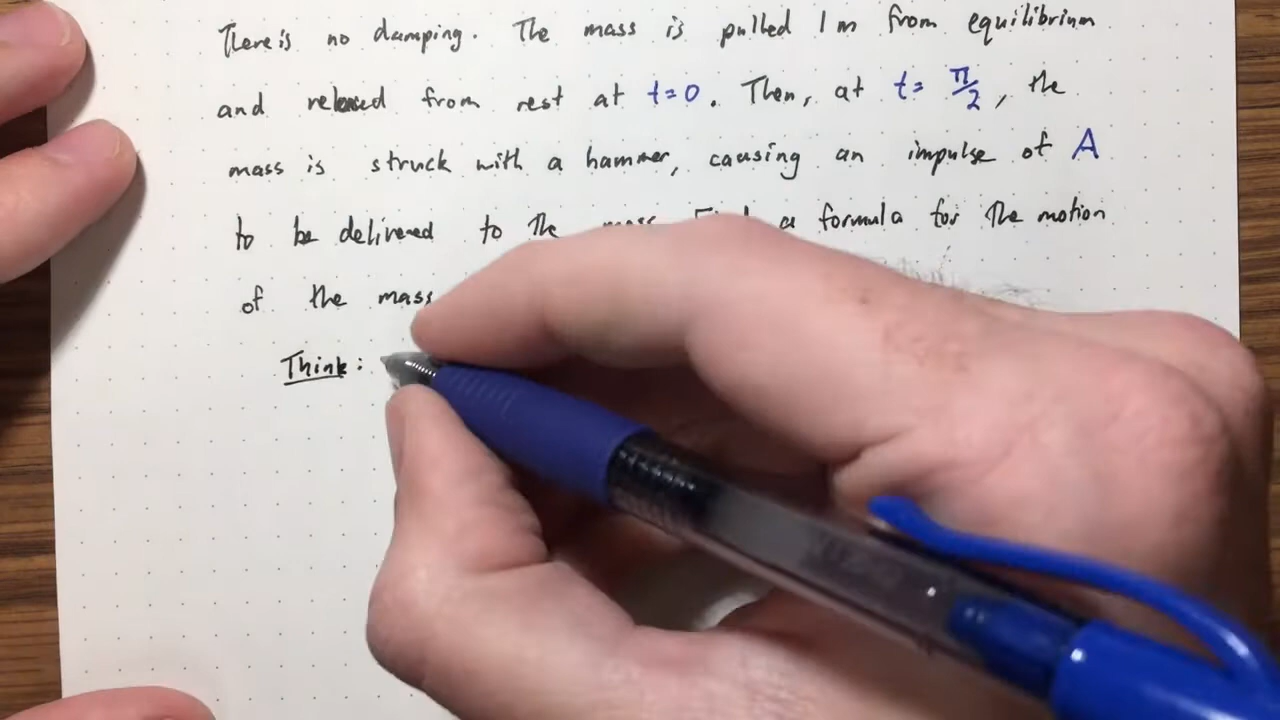 There is no damping. The mass is pulled 1 m from equilibrium
and released from rest at t=0. Then, at t= π/2, the
mass is struck with a hammer, causing an impulse of A
to be delivered to the a formula for the motion
of the mass
Think: